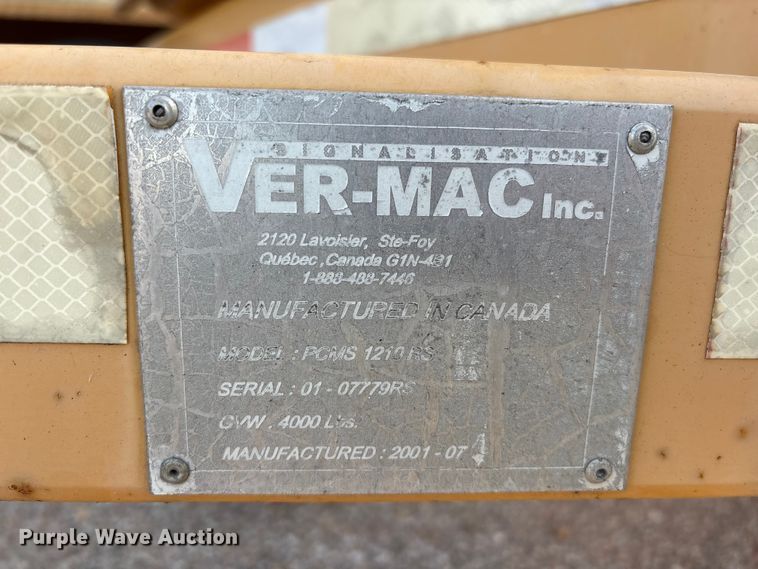 SIGNALISATION
VER-MAC Inc.
2120 Lavoisier, Ste-Foy
Québec, Canada G1N-4B1
1-888-488-7446
MANUFACTURED IN CANADA
MODEL : PCMS 1210 RS
SERIAL : 01 - 07779RS
GVW . 4000 Lbs.
MANUFACTURED : 2001 - 07
Purple Wave Auction